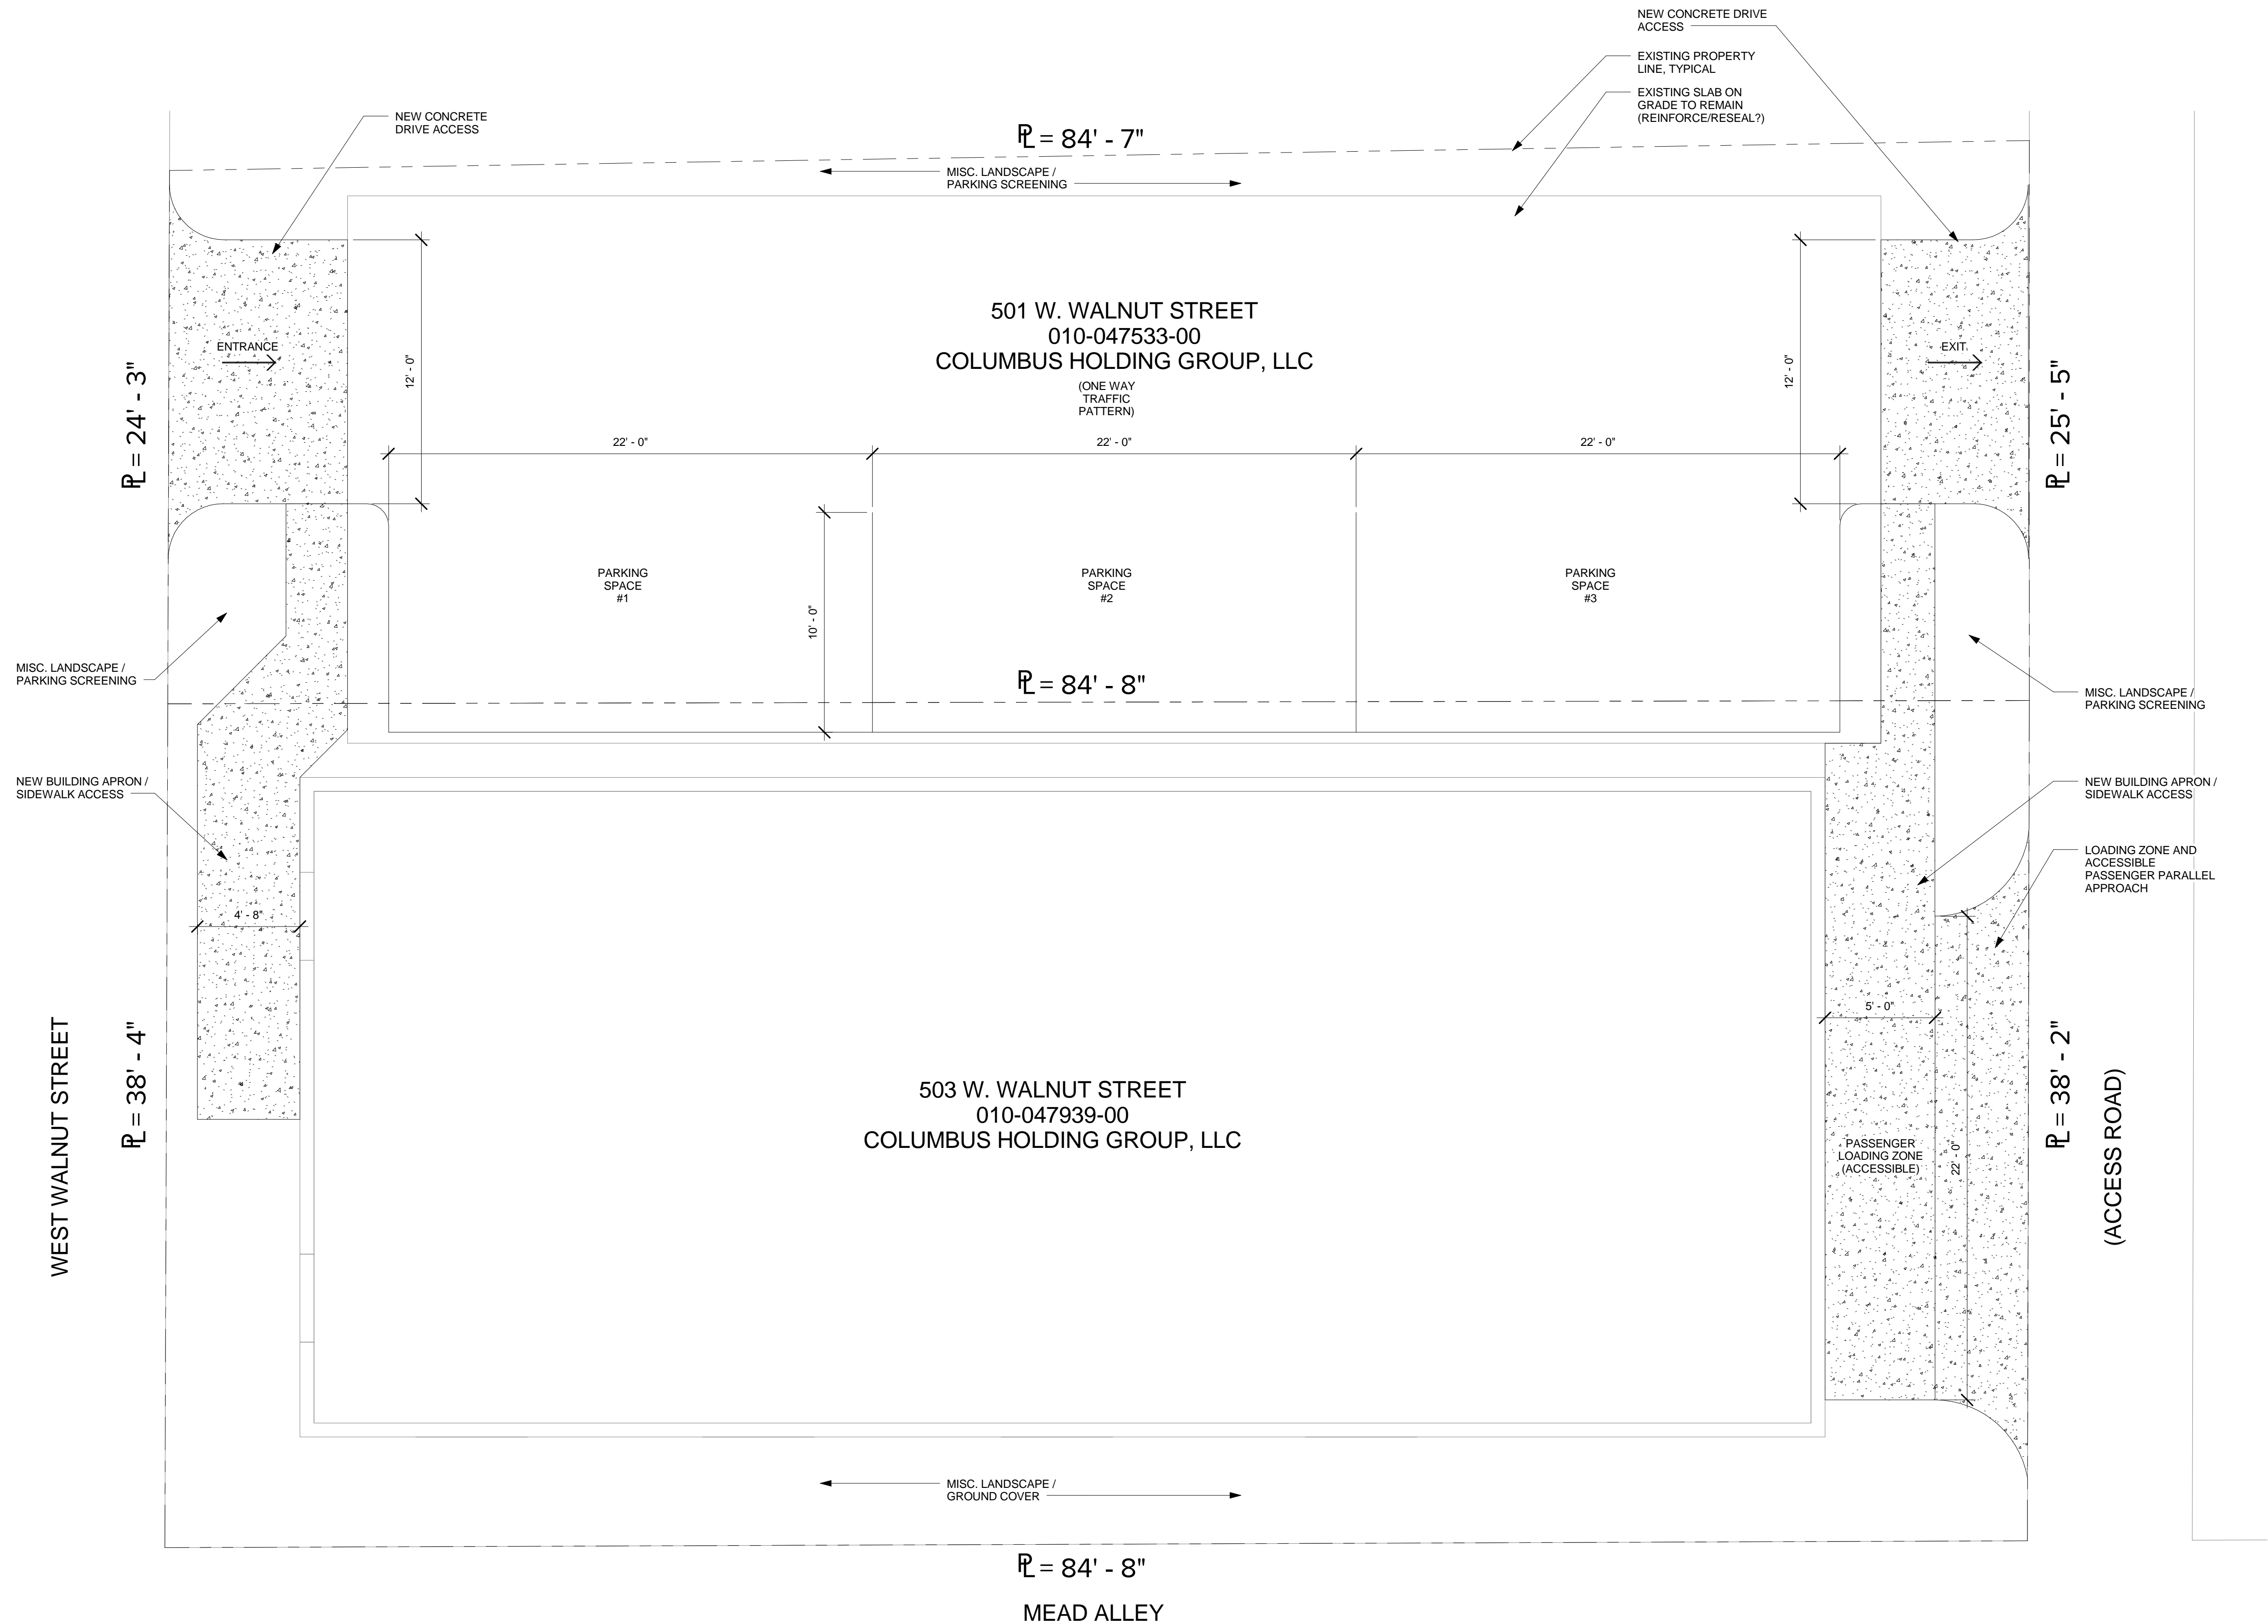 NEW CONCRETE DRIVE
ACCESS
EXISTING PROPERTY
LINE, TYPICAL
EXISTING SLAB ON
GRADE TO REMAIN
(REINFORCE/RESEAL?)
NEW CONCRETE
DRIVE ACCESS
℄ = 84' - 7"
MISC. LANDSCAPE /
PARKING SCREENING
501 W. WALNUT STREET
010-047533-00
COLUMBUS HOLDING GROUP, LLC
(ONE WAY
TRAFFIC
PATTERN)
ENTRANCE
EXIT
12' - 0"
12' - 0"
PL = 24' - 3"
PL = 25' - 5"
22' - 0"
22' - 0"
22' - 0"
PARKING
SPACE
#1
PARKING
SPACE
#2
PARKING
SPACE
#3
10' - 0"
MISC. LANDSCAPE /
PARKING SCREENING
PL = 84' - 8"
MISC. LANDSCAPE /
PARKING SCREENING
NEW BUILDING APRON /
SIDEWALK ACCESS
NEW BUILDING APRON /
SIDEWALK ACCESS
LOADING ZONE AND
ACCESSIBLE
PASSENGER PARALLEL
APPROACH
4' - 8"
5' - 0"
WEST WALNUT STREET
PL = 38' - 4"
503 W. WALNUT STREET
010-047939-00
COLUMBUS HOLDING GROUP, LLC
PASSENGER
LOADING ZONE
(ACCESSIBLE)
22' - 0"
PL = 38' - 2"
(ACCESS ROAD)
MISC. LANDSCAPE /
GROUND COVER
PL = 84' - 8"
MEAD ALLEY